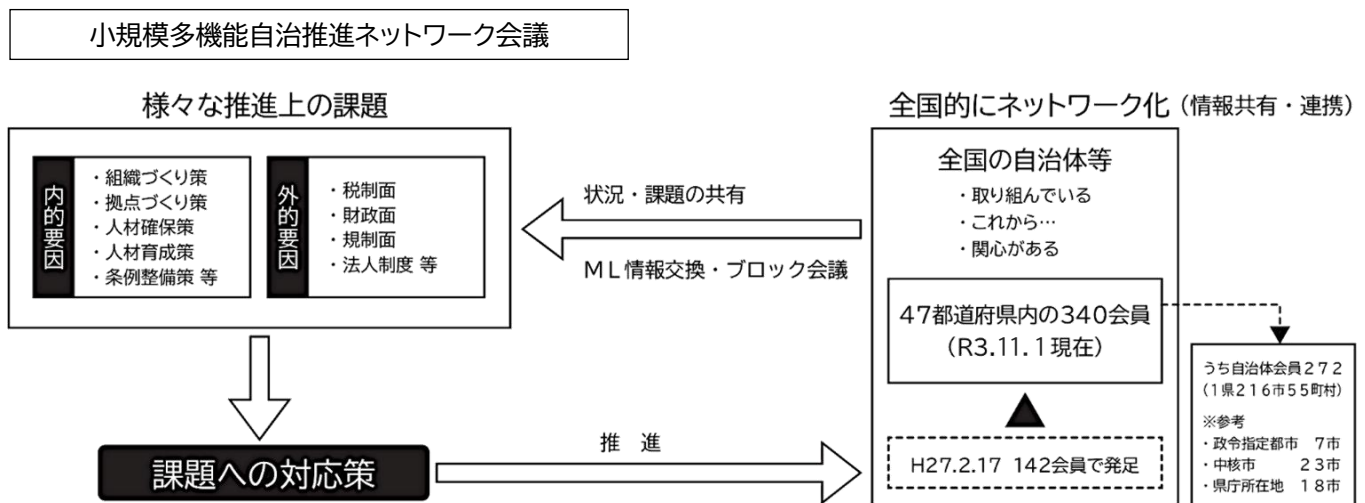 小規模多機能自治推進ネットワーク会議
様々な推進上の課題
内的要因
・組織づくり策
・拠点づくり策
・人材確保策
・人材育成策
・条例整備策 等
外的要因
・税制面
・財政面
・規制面
・法人制度 等
状況・課題の共有
ML情報交換・ブロック会議
全国的にネットワーク化（情報共有・連携）
全国の自治体等
・取り組んでいる
・これから…
・関心がある
47都道府県内の340会員
（R3.11.1現在）
うち自治体会員272
（1県216市55町村）
※参考
・政令指定都市 7市
・中核市 23市
・県庁所在地 18市
H27.2.17 142会員で発足
課題への対応策
推 進